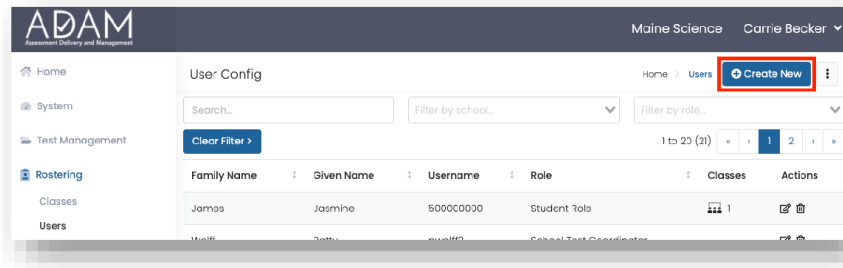 ADAM
Assessment Delivery and Management
Maine Science Carrie Becker
Home
System
Test Management
Rostering
Classes
Users
User Config
Home > Users
Create New
Search...
Filter by school...
Filter by role...
Clear Filter >
1 to 20 (21) « ‹ 1 2 › »
Family Name Given Name Username Role Classes Actions
James Jasmine 500000000 Student Role 1